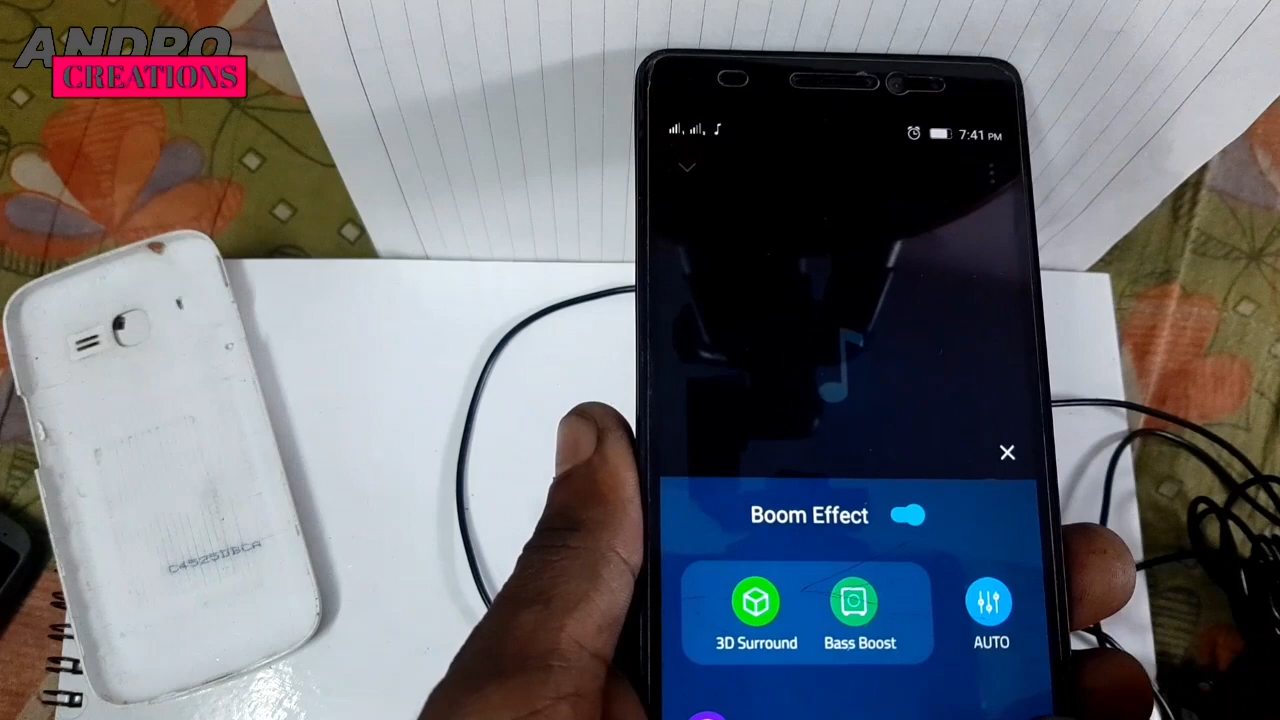 ANDRO
CREATIONS
7:41 PM
Boom Effect
3D Surround
Bass Boost
AUTO